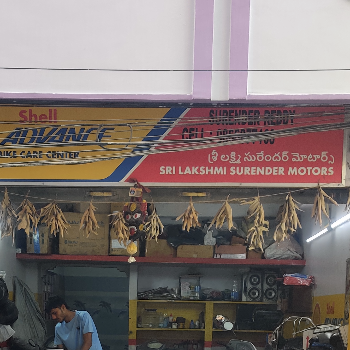 Shell
ADVANCE
BIKE CARE CENTER
SURENDER REDDY
CELL :
శ్రీ లక్ష్మి సురేందర్ మోటార్స్
SRI LAKSHMI SURENDER MOTORS